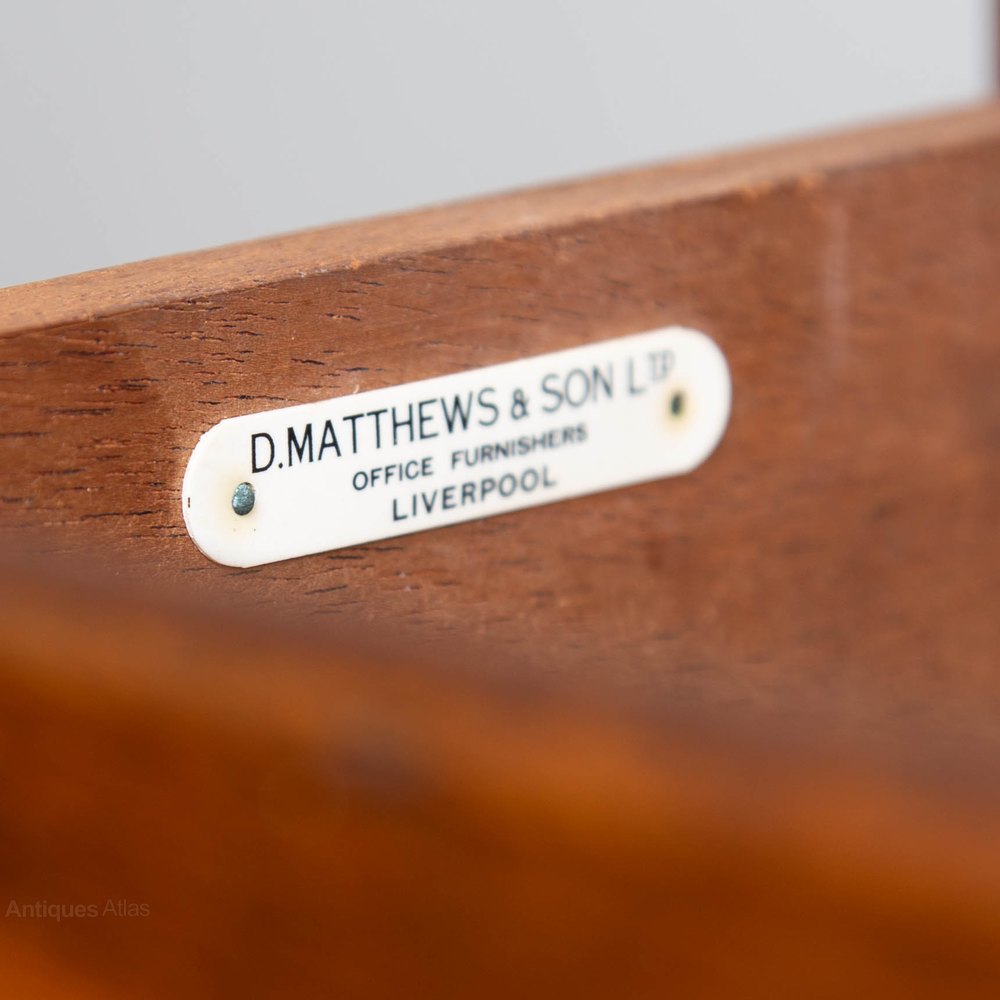 D.MATTHEWS & SON LTD
OFFICE FURNISHERS
LIVERPOOL
Antiques Atlas